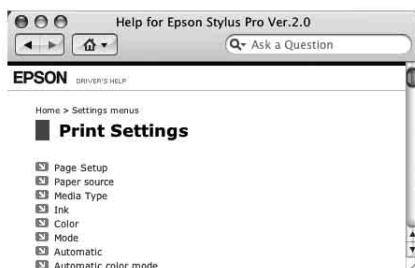 Help for Epson Stylus Pro Ver.2.0
Ask a Question
EPSON DRIVER'S HELP
Home > Settings menus
Print Settings
Page Setup
Paper source
Media Type
Ink
Color
Mode
Automatic
Automatic color mode